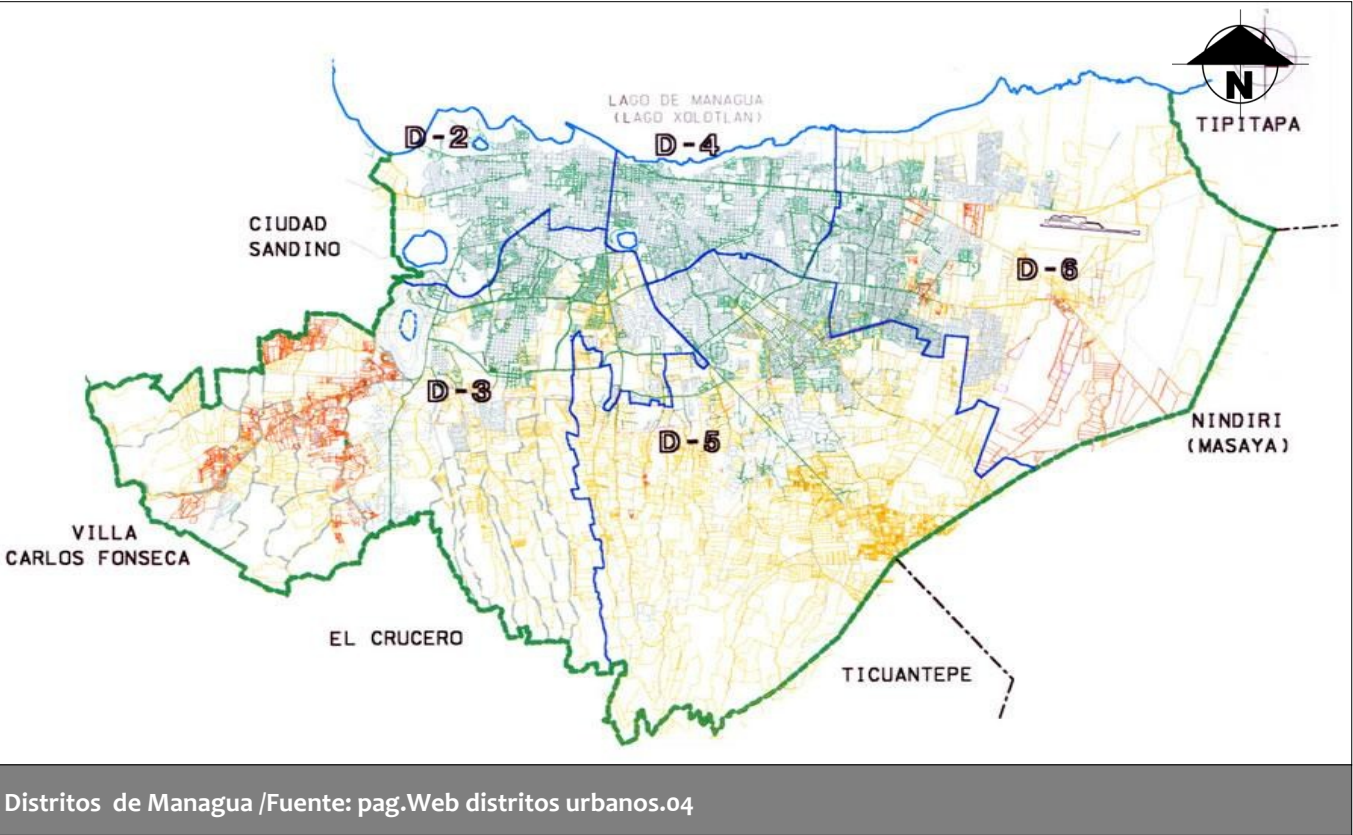 N
LAGO DE MANAGUA
(LAGO XOLOTLAN)
TIPITAPA
D-2
D-4
CIUDAD
SANDINO
D-6
D-3
NINDIRI
(MASAYA)
D-5
VILLA
CARLOS FONSECA
EL CRUCERO
TICUANTEPE
Distritos de Managua /Fuente: pag.Web distritos urbanos.04